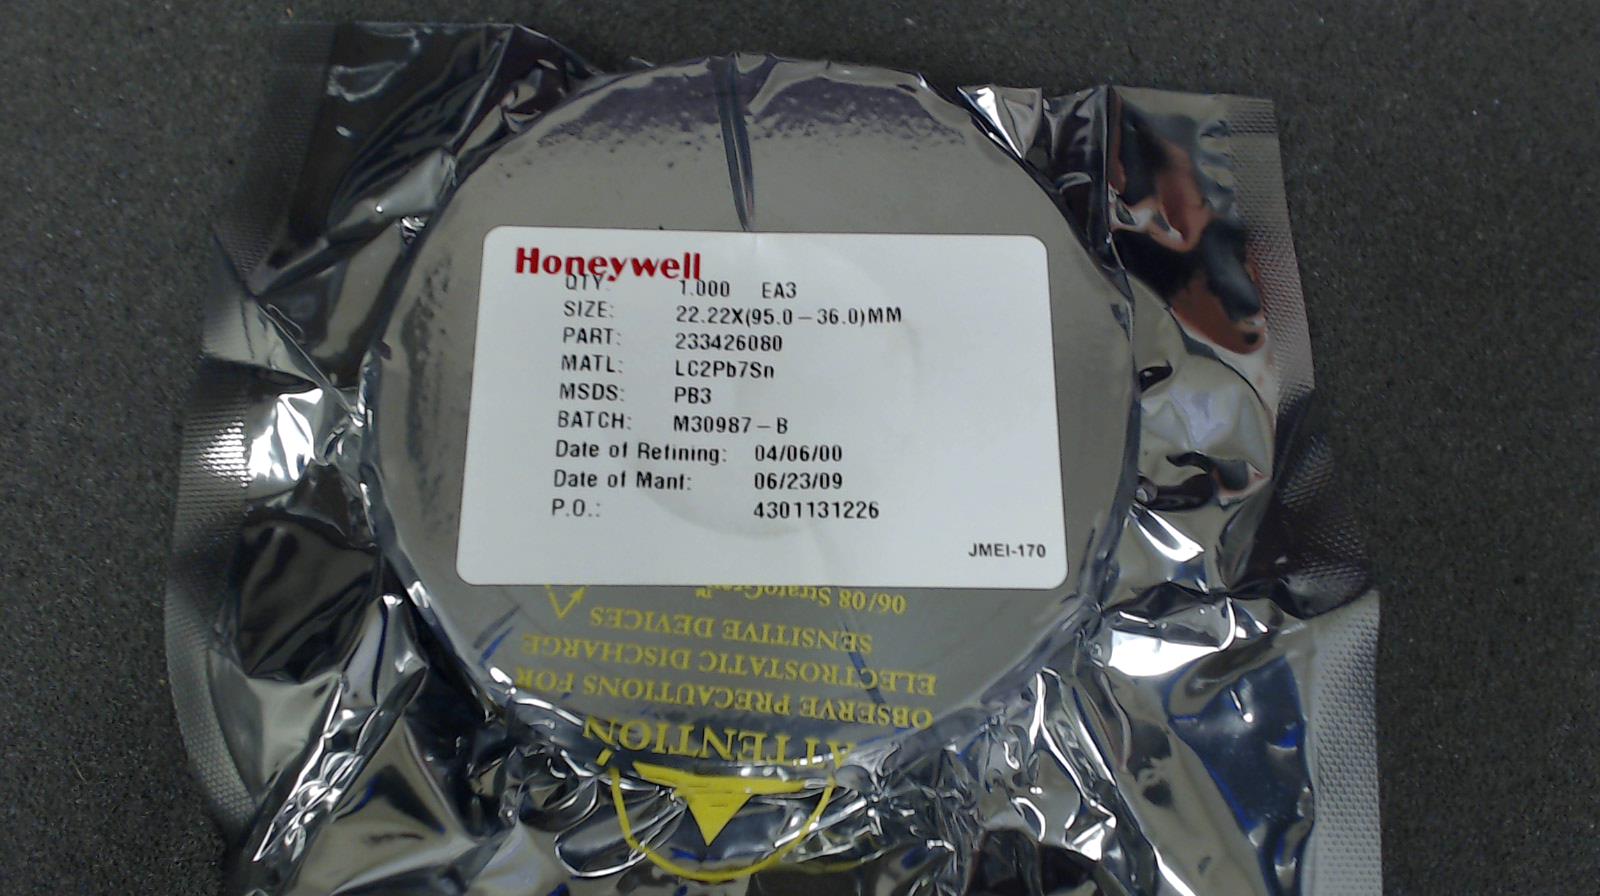 Honeywell
QTY: 1.000 EA3
SIZE: 22.22X(95.0-36.0)MM
PART: 233426080
MATL: LC2Pb7Sn
MSDS: PB3
BATCH: M30987-B
Date of Refining: 04/06/00
Date of Manf: 06/23/09
P.O.: 4301131226
JMEI-170
ATTENTION
OBSERVE PRECAUTIONS FOR
ELECTROSTATIC DISCHARGE
SENSITIVE DEVICES
06/08